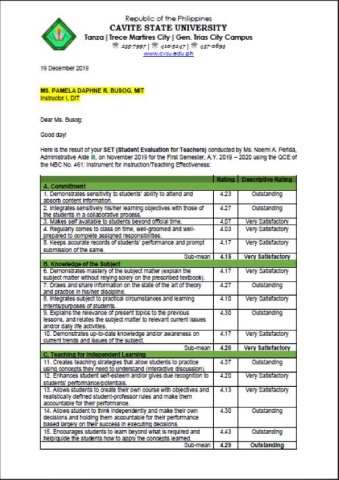 Republic of the Philippines
CAVITE STATE UNIVERSITY
Tanza | Trece Martires City | Gen. Trias City Campus
www.cvsu.edu.ph
19 December 2019
MS. PAMELA DAPHNE R. BUSOG, MIT
Instructor I, DIT
Dear Ms. Busog:
Good day!
Here is the result of your SET (Student Evaluation for Teachers) conducted by Ms. Noemi A. Perida,
Administrative Aide III, on November 2019 for the First Semester, A.Y. 2019 – 2020 using the QCE of
the NBC No. 461: Instrument for Instruction/Teaching Effectiveness:
Rating Descriptive Rating
A. Commitment
1. Demonstrates sensitivity to students' ability to attend and 4.23 Outstanding
absorb content information.
2. Integrates sensitively his/her learning objectives with those of 4.27 Outstanding
the students in a collaborative process.
3. Makes self available to students beyond official time. 4.07 Very Satisfactory
4. Regularly comes to class on time, well-groomed and well- 4.03 Very Satisfactory
prepared to complete assigned responsibilities.
5. Keeps accurate records of students' performance and prompt 4.17 Very Satisfactory
submission of the same.
Sub-mean 4.15 Very Satisfactory
B. Knowledge of the Subject
6. Demonstrates mastery of the subject matter (explain the 4.17 Very Satisfactory
subject matter without relying solely on the prescribed textbook).
7. Draws and share information on the state of the art of theory 4.27 Outstanding
and practice in his/her discipline.
8. Integrates subject to practical circumstances and learning 4.10 Very Satisfactory
intents/purposes of students.
9. Explains the relevance of present topics to the previous 4.30 Outstanding
lessons, and relates the subject matter to relevant current issues
and/or daily life activities.
10. Demonstrates up-to-date knowledge and/or awareness on 4.17 Very Satisfactory
current trends and issues of the subject.
Sub-mean 4.20 Very Satisfactory
C. Teaching for Independent Learning
11. Creates teaching strategies that allow students to practice 4.37 Outstanding
using concepts they need to understand (interactive discussion).
12. Enhances student self-esteem and/or gives due recognition to 4.20 Very Satisfactory
students' performance/potentials.
13. Allows students to create their own course with objectives and 4.13 Very Satisfactory
realistically defined student-professor rules and make them
accountable for their performance.
14. Allows student to think independently and make their own 4.30 Outstanding
decisions and holding them accountable for their performance
based largely on their success in executing decisions.
15. Encourages students to learn beyond what is required and 4.43 Outstanding
help/guide the students how to apply the concepts learned.
Sub-mean 4.29 Outstanding